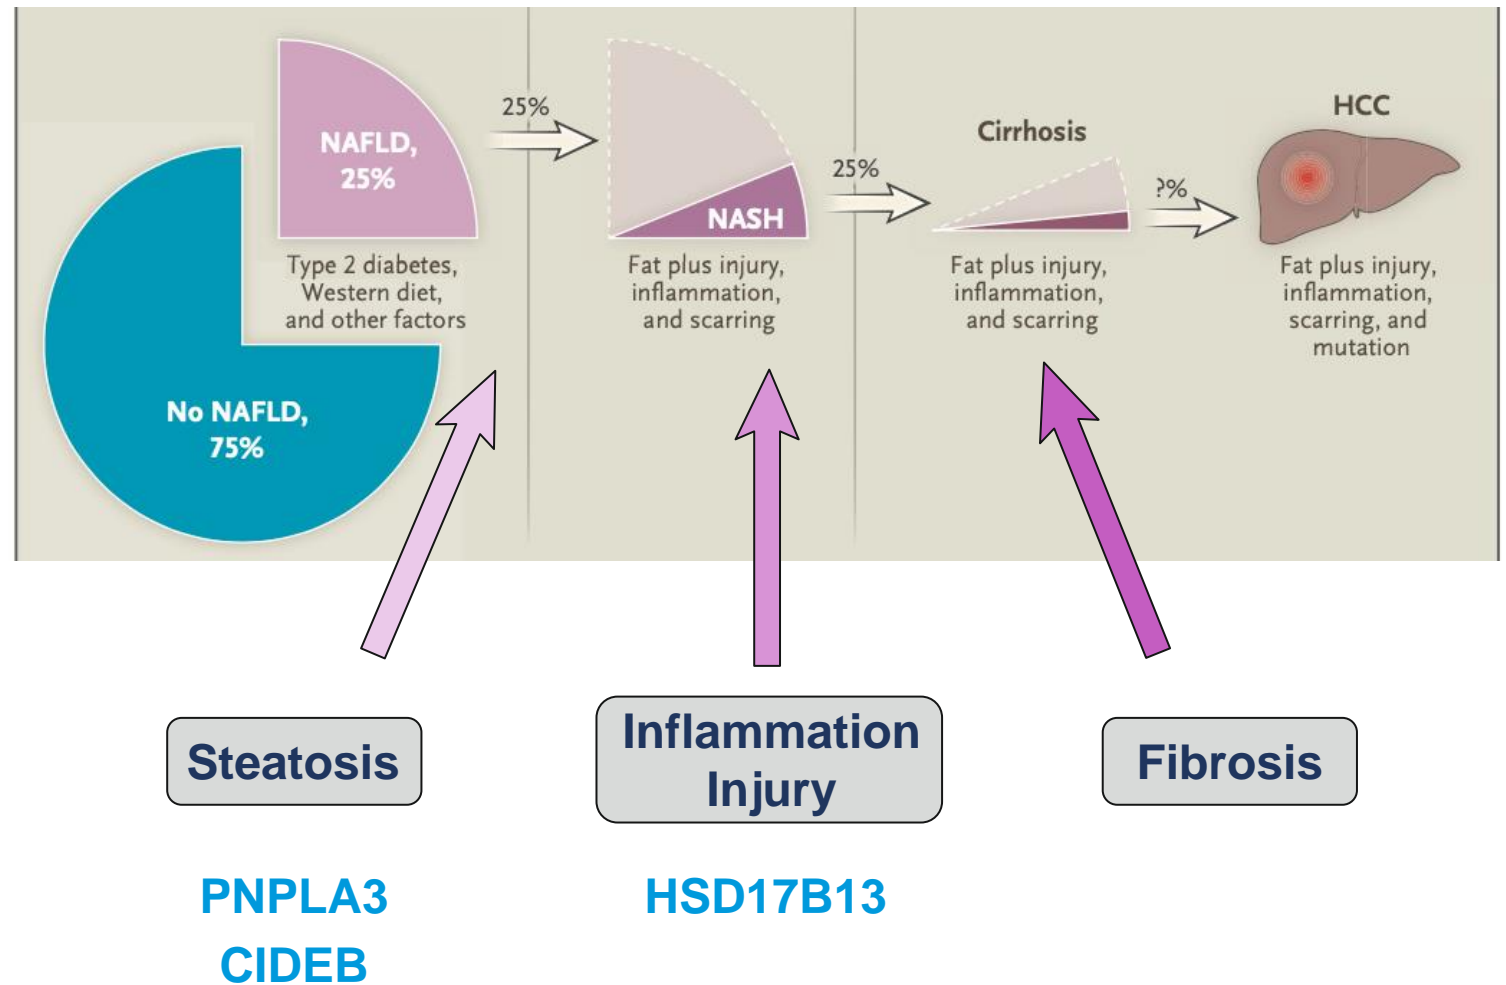 NAFLD,
25%
Type 2 diabetes,
Western diet,
and other factors
No NAFLD,
75%
25%
NASH
Fat plus injury,
inflammation,
and scarring
25%
Cirrhosis
Fat plus injury,
inflammation,
and scarring
?%
HCC
Fat plus injury,
inflammation,
scarring, and
mutation
Steatosis
PNPLA3
CIDEB
Inflammation
Injury
HSD17B13
Fibrosis